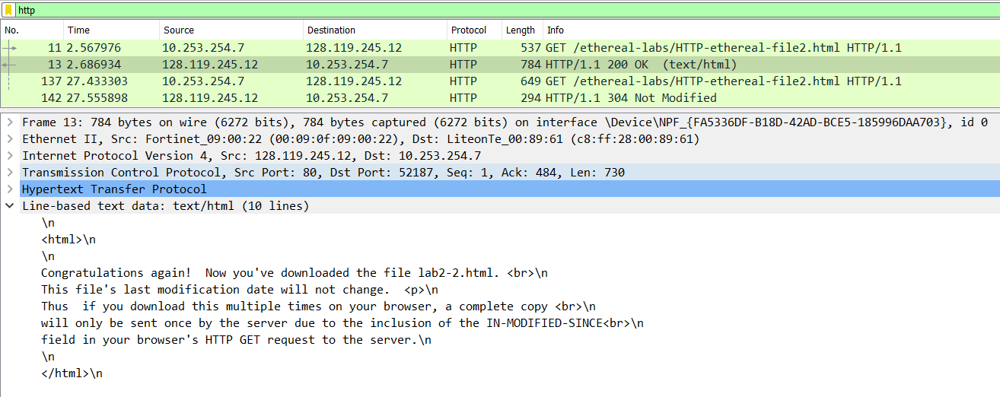 http
No. Time Source Destination Protocol Length Info
11 2.567976 10.253.254.7 128.119.245.12 HTTP 537 GET /ethereal-labs/HTTP-ethereal-file2.html HTTP/1.1
13 2.686934 128.119.245.12 10.253.254.7 HTTP 784 HTTP/1.1 200 OK  (text/html)
137 27.433303 10.253.254.7 128.119.245.12 HTTP 649 GET /ethereal-labs/HTTP-ethereal-file2.html HTTP/1.1
142 27.555898 128.119.245.12 10.253.254.7 HTTP 294 HTTP/1.1 304 Not Modified
Frame 13: 784 bytes on wire (6272 bits), 784 bytes captured (6272 bits) on interface \Device\NPF_{FA5336DF-B18D-42AD-BCE5-185996DAA703}, id 0
Ethernet II, Src: Fortinet_09:00:22 (00:09:0f:09:00:22), Dst: LiteonTe_00:89:61 (c8:ff:28:00:89:61)
Internet Protocol Version 4, Src: 128.119.245.12, Dst: 10.253.254.7
Transmission Control Protocol, Src Port: 80, Dst Port: 52187, Seq: 1, Ack: 484, Len: 730
Hypertext Transfer Protocol
Line-based text data: text/html (10 lines)
\n
<html>\n
\n
Congratulations again!  Now you've downloaded the file lab2-2.html. <br>\n
This file's last modification date will not change.  <p>\n
Thus  if you download this multiple times on your browser, a complete copy <br>\n
will only be sent once by the server due to the inclusion of the IN-MODIFIED-SINCE<br>\n
field in your browser's HTTP GET request to the server.\n
\n
</html>\n